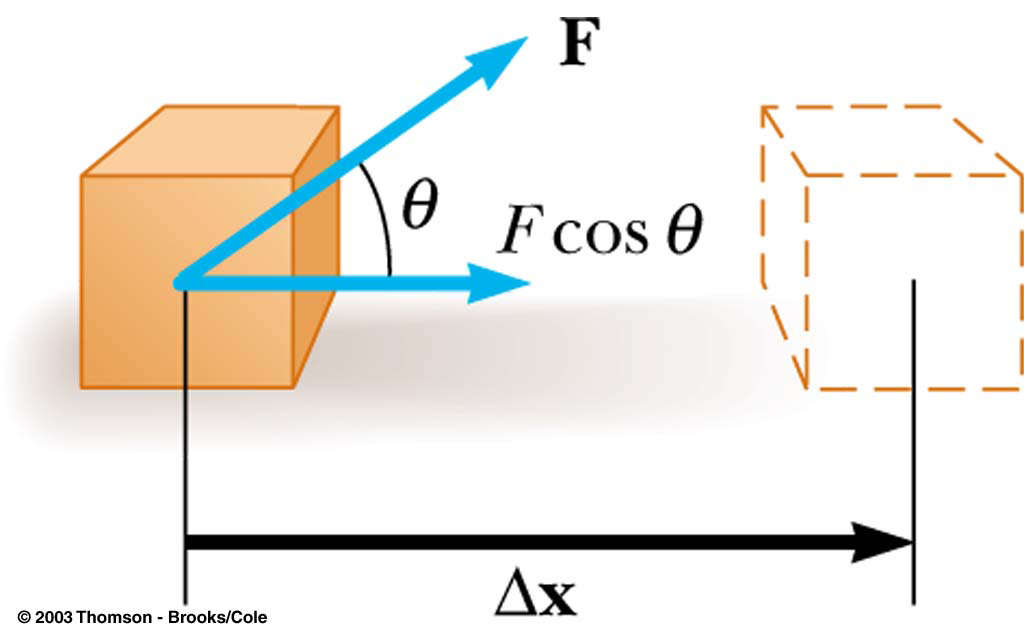 F
θ
F cos θ
Δx
© 2003 Thomson - Brooks/Cole